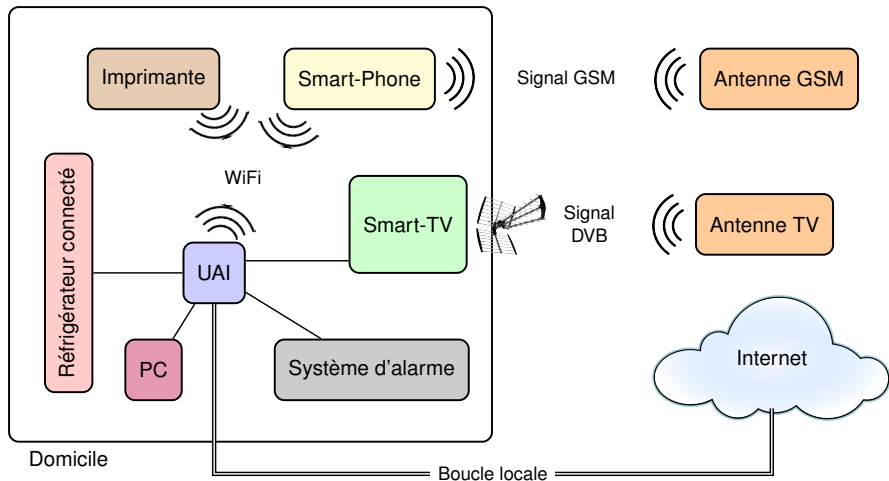 Imprimante
Smart-Phone
Signal GSM
Antenne GSM
WiFi
Réfrigérateur connecté
Smart-TV
Signal
DVB
Antenne TV
UAI
PC
Système d'alarme
Internet
Domicile
Boucle locale